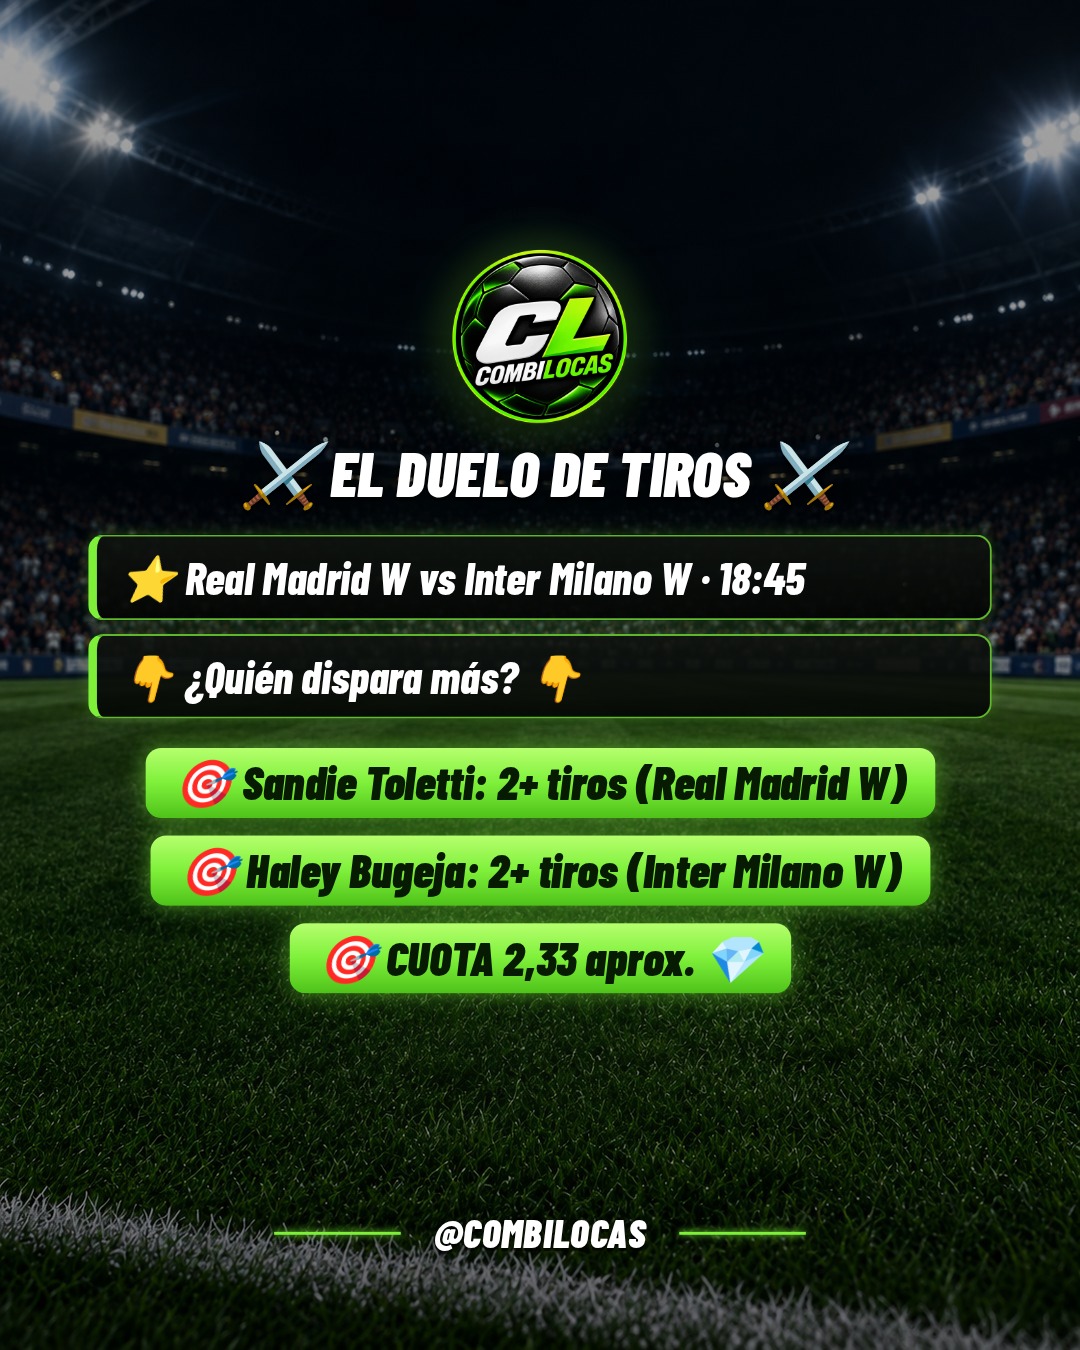 CL
COMBILOCAS
⚔️ EL DUELO DE TIROS ⚔️
⭐ Real Madrid W vs Inter Milano W · 18:45
👇 ¿Quién dispara más? 👇
🎯 Sandie Toletti: 2+ tiros (Real Madrid W)
🎯 Haley Bugeja: 2+ tiros (Inter Milano W)
🎯 CUOTA 2,33 aprox. 💎
@COMBILOCAS